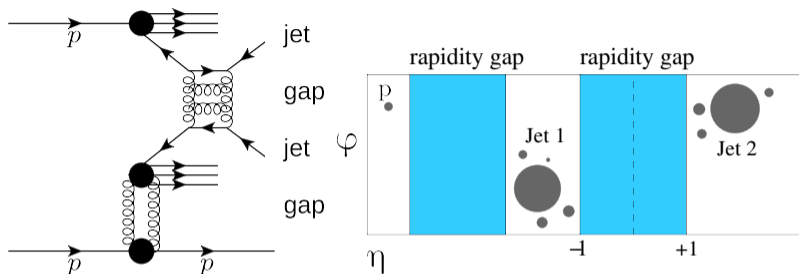 p
jet
gap
jet
gap
p
p
rapidity gap
rapidity gap
p
Jet 1
Jet 2
φ
η
-1
+1